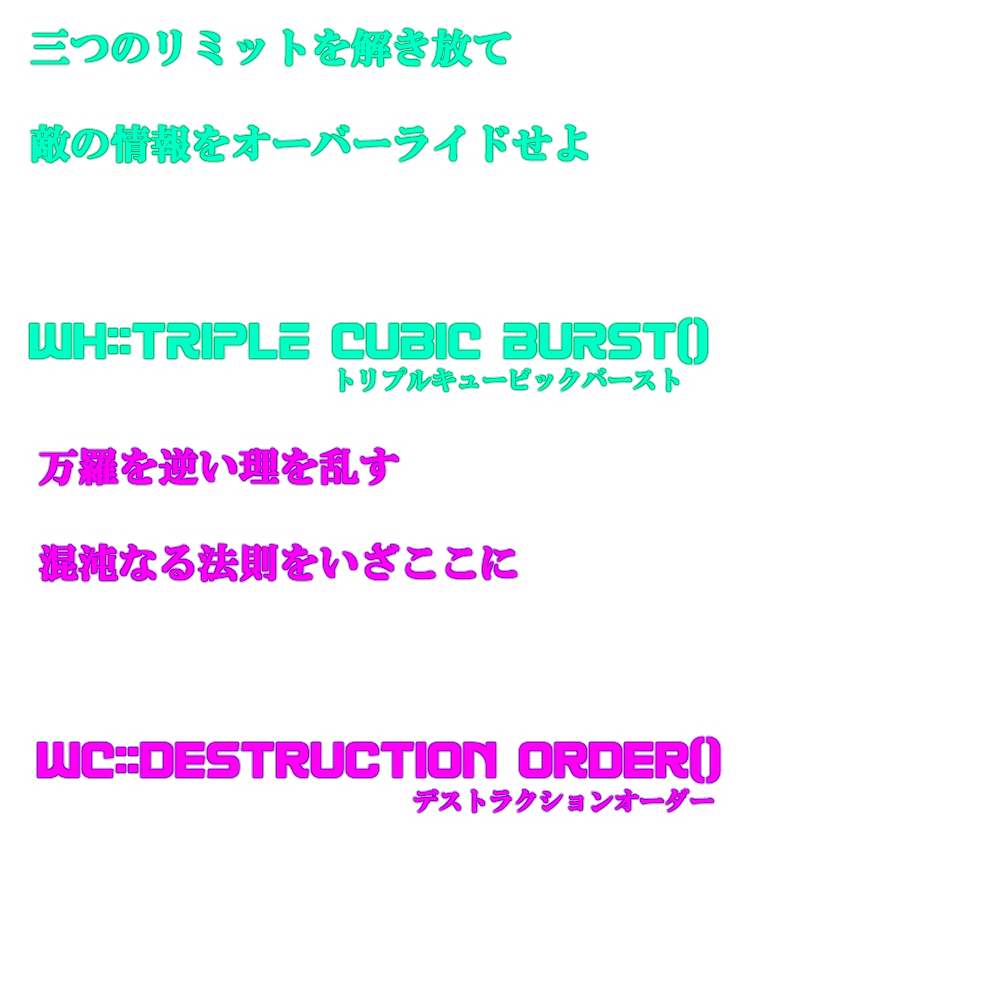 三つのリミットを解き放て
敵の情報をオーバーライドせよ
WH::TRIPLE CUBIC BURST()
トリプルキュービックバースト
万羅を逆い理を乱す
混沌なる法則をいざここに
WC::DESTRUCTION ORDER()
デストラクションオーダー